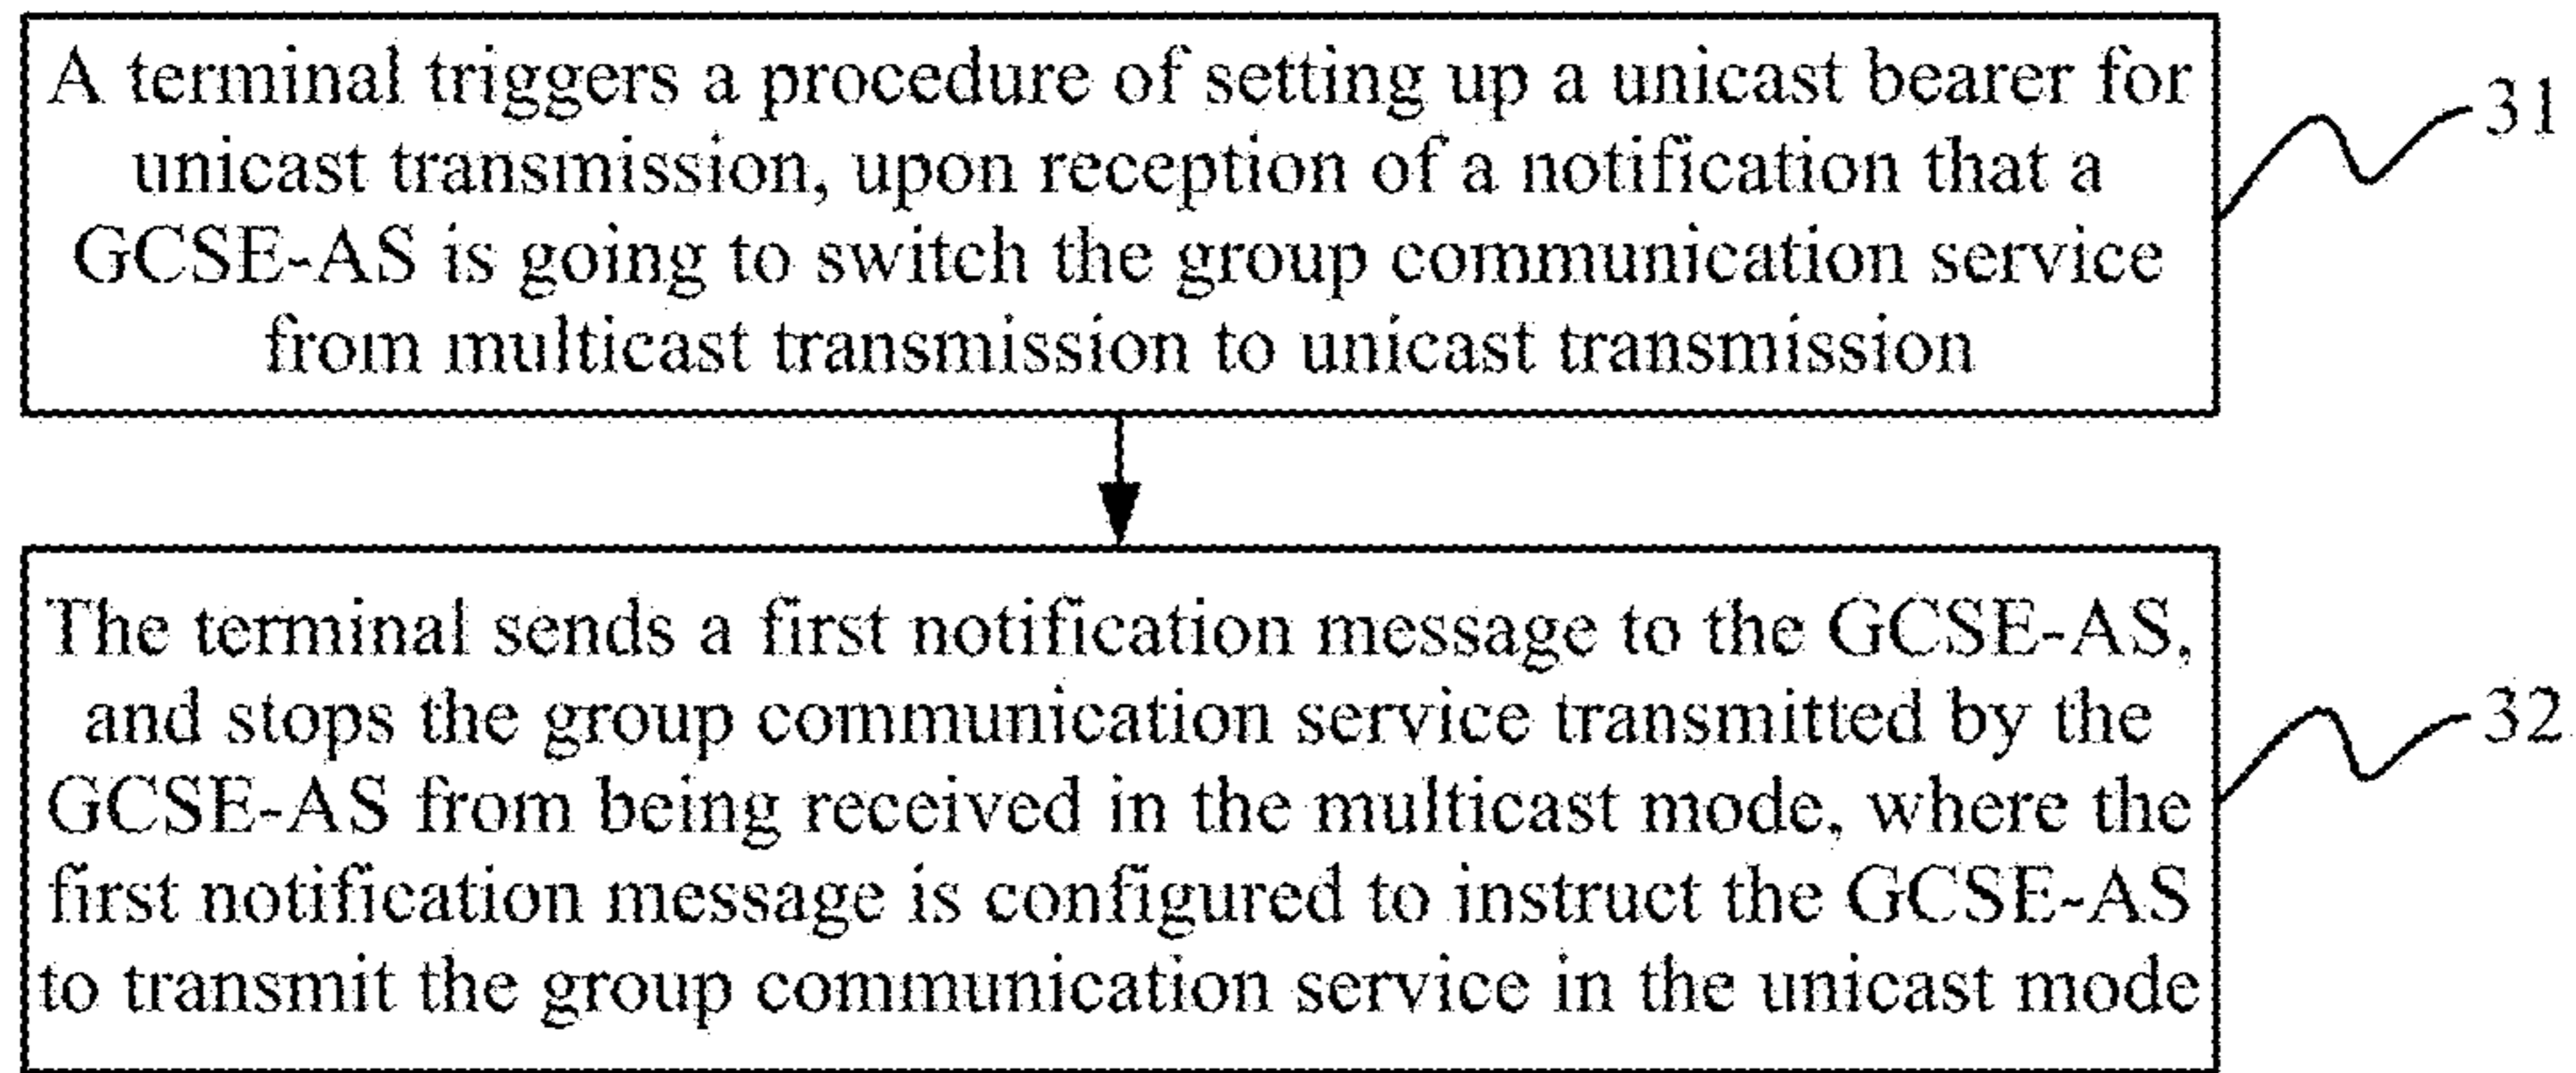 A terminal triggers a procedure of setting up a unicast bearer for
unicast transmission, upon reception of a notification that a
GCSE-AS is going to switch the group communication service
from multicast transmission to unicast transmission
31
The terminal sends a first notification message to the GCSE-AS,
and stops the group communication service transmitted by the
GCSE-AS from being received in the multicast mode, where the
first notification message is configured to instruct the GCSE-AS
to transmit the group communication service in the unicast mode
32